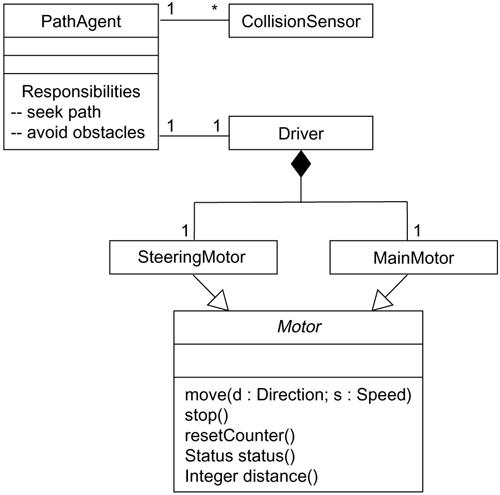 PathAgent
1
*
CollisionSensor
Responsibilities
-- seek path
-- avoid obstacles
1
1
Driver
1
1
SteeringMotor
MainMotor
Motor
move(d : Direction; s : Speed)
stop()
resetCounter()
Status status()
Integer distance()